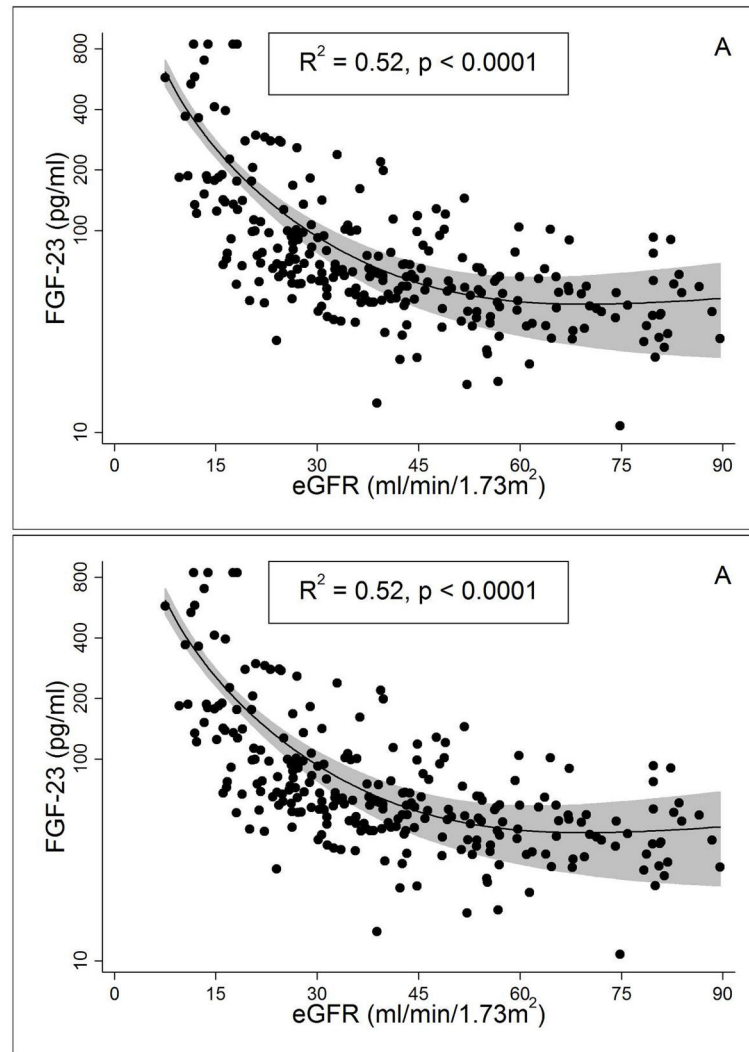 A
R² = 0.52, p < 0.0001
800
400
200
100
10
FGF-23 (pg/ml)
0 15 30 45 60 75 90
eGFR (ml/min/1.73m²)
A
R² = 0.52, p < 0.0001
800
400
200
100
10
FGF-23 (pg/ml)
0 15 30 45 60 75 90
eGFR (ml/min/1.73m²)